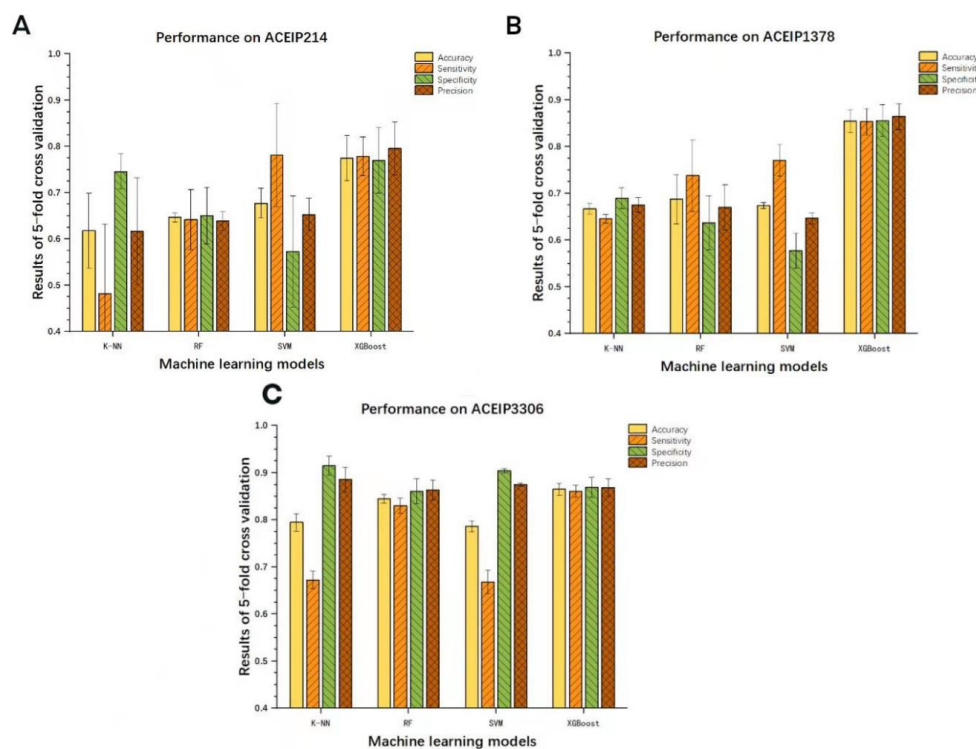 A
Performance on ACEIP214
Accuracy
Sensitivity
Specificity
Precision
Results of 5-fold cross validation
1.0
0.9
0.8
0.7
0.6
0.5
0.4
K-NN RF SVM XGBoost
Machine learning models
B
Performance on ACEIP1378
Accuracy
Sensitivity
Specificity
Precision
Results of 5-fold cross validation
1.0
0.9
0.8
0.7
0.6
0.5
0.4
K-NN RF SVM XGBoost
Machine learning models
C
Performance on ACEIP3306
Accuracy
Sensitivity
Specificity
Precision
Results of 5-fold cross validation
1.0
0.9
0.8
0.7
0.6
0.5
0.4
K-NN RF SVM XGBoost
Machine learning models